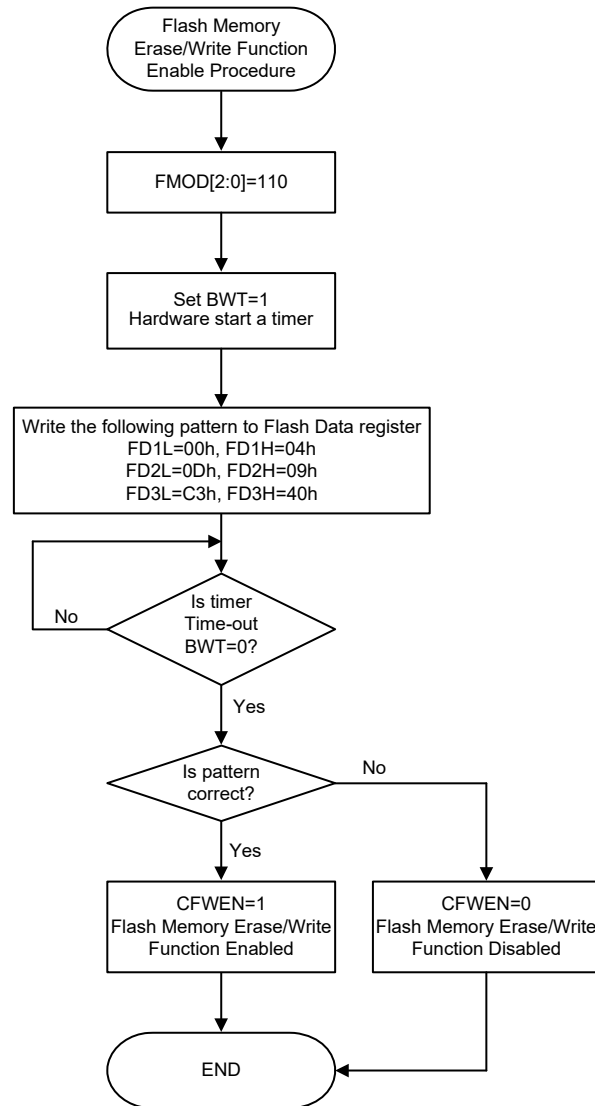 Flash Memory
Erase/Write Function
Enable Procedure
FMOD[2:0]=110
Set BWT=1
Hardware start a timer
Write the following pattern to Flash Data register
FD1L=00h, FD1H=04h
FD2L=0Dh, FD2H=09h
FD3L=C3h, FD3H=40h
Is timer
Time-out
BWT=0?
No
Yes
Is pattern
correct?
No
Yes
CFWEN=1
Flash Memory Erase/Write
Function Enabled
CFWEN=0
Flash Memory Erase/Write
Function Disabled
END